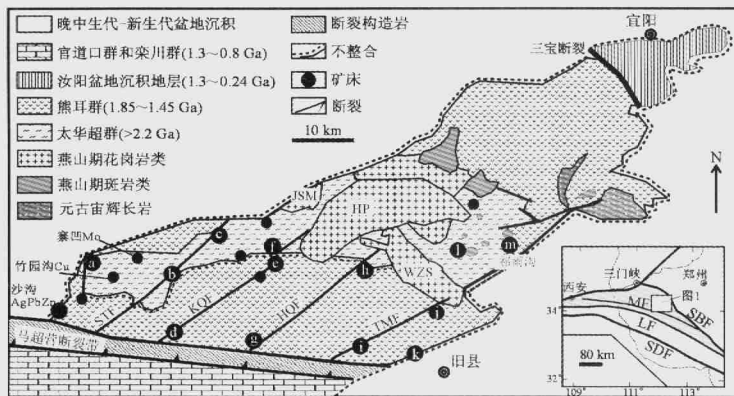 晚中生代-新生代盆地沉积
官道口群和栾川群(1.3~0.8 Ga)
汝阳盆地沉积地层(1.3~0.24 Ga)
熊耳群(1.85~1.45 Ga)
太华超群(>2.2 Ga)
燕山期花岗岩类
燕山期斑岩类
元古宙辉长岩
断裂构造岩
不整合
矿床
断裂
10 km
宜阳
三宝断裂
N
JSM
HP
WZS
寨凹Mo
竹园沟Cu
沙沟
AgPbZn
a
b
c
d
e
f
g
h
i
j
k
l
m
STF
KQF
HQF
TMF
马超营断裂带
旧县
三门峡
郑州
西安
图1
34°
MF
SBF
LF
SDF
80 km
32°
109°
111°
113°